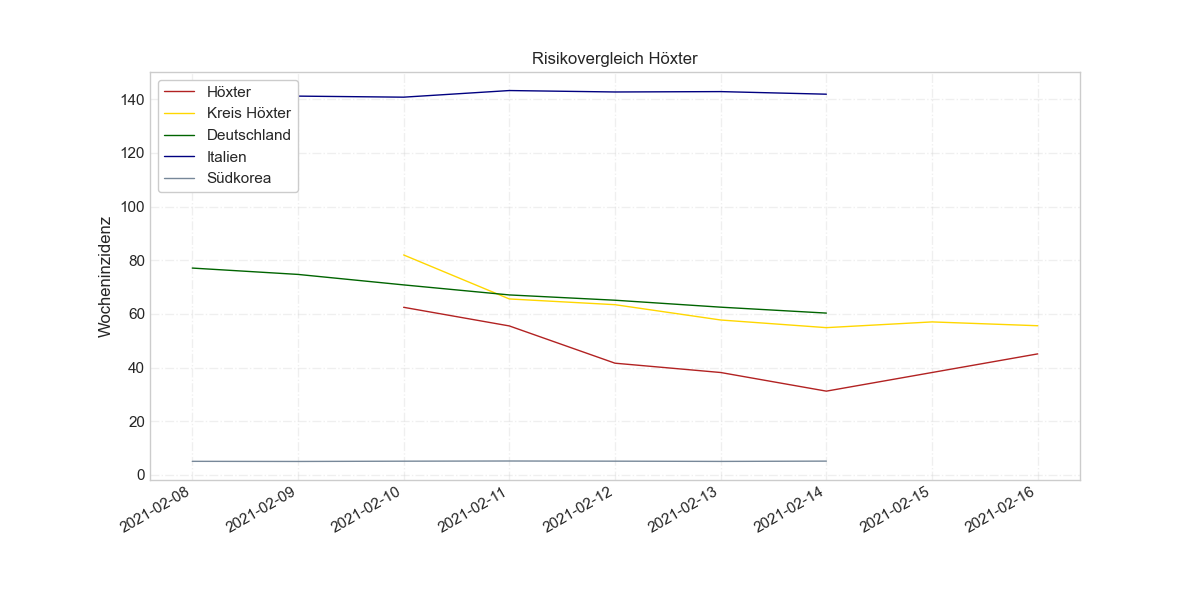 Risikovergleich Höxter
Höxter
Kreis Höxter
Deutschland
Italien
Südkorea
Wocheninzidenz
140
120
100
80
60
40
20
0
2021-02-08
2021-02-09
2021-02-10
2021-02-11
2021-02-12
2021-02-13
2021-02-14
2021-02-15
2021-02-16